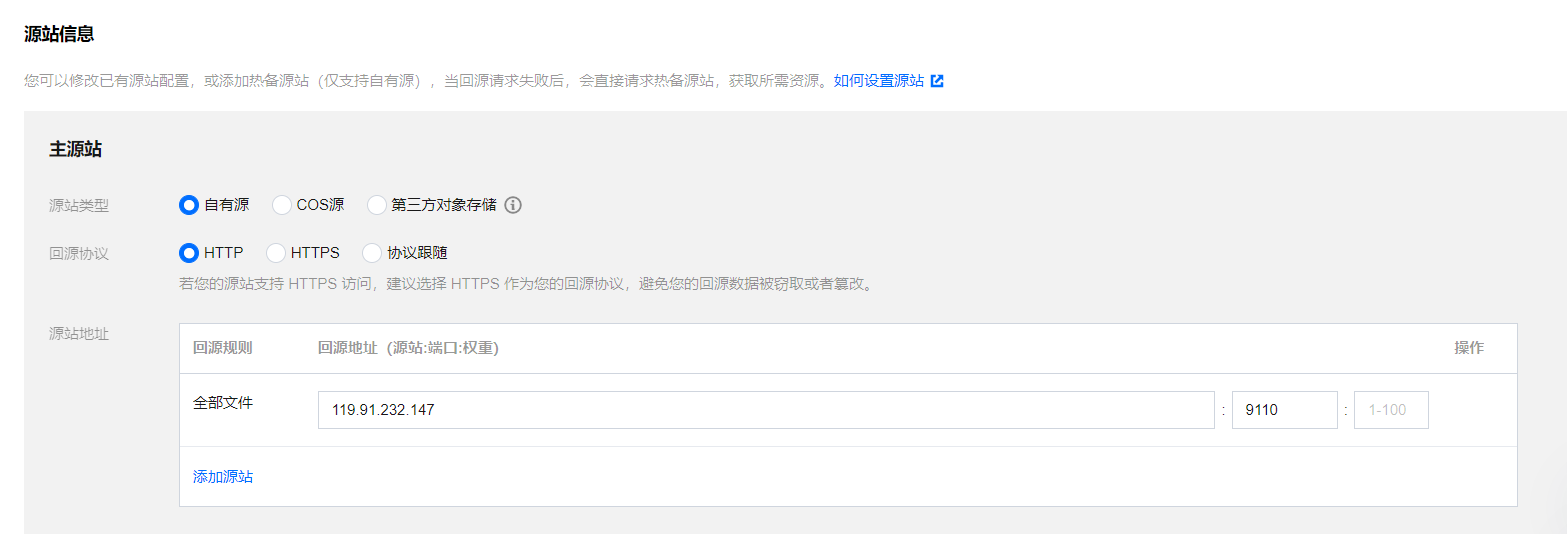 源站信息
您可以修改已有源站配置，或添加热备源站（仅支持自有源），当回源请求失败后，会直接请求热备源站，获取所需资源。如何设置源站
主源站
源站类型 自有源 COS源 第三方对象存储
回源协议 HTTP HTTPS 协议跟随
若您的源站支持 HTTPS 访问，建议选择 HTTPS 作为您的回源协议，避免您的回源数据被窃取或者篡改。
源站地址
回源规则 回源地址（源站:端口:权重） 操作
全部文件 119.91.232.147 : 9110 : 1-100
添加源站